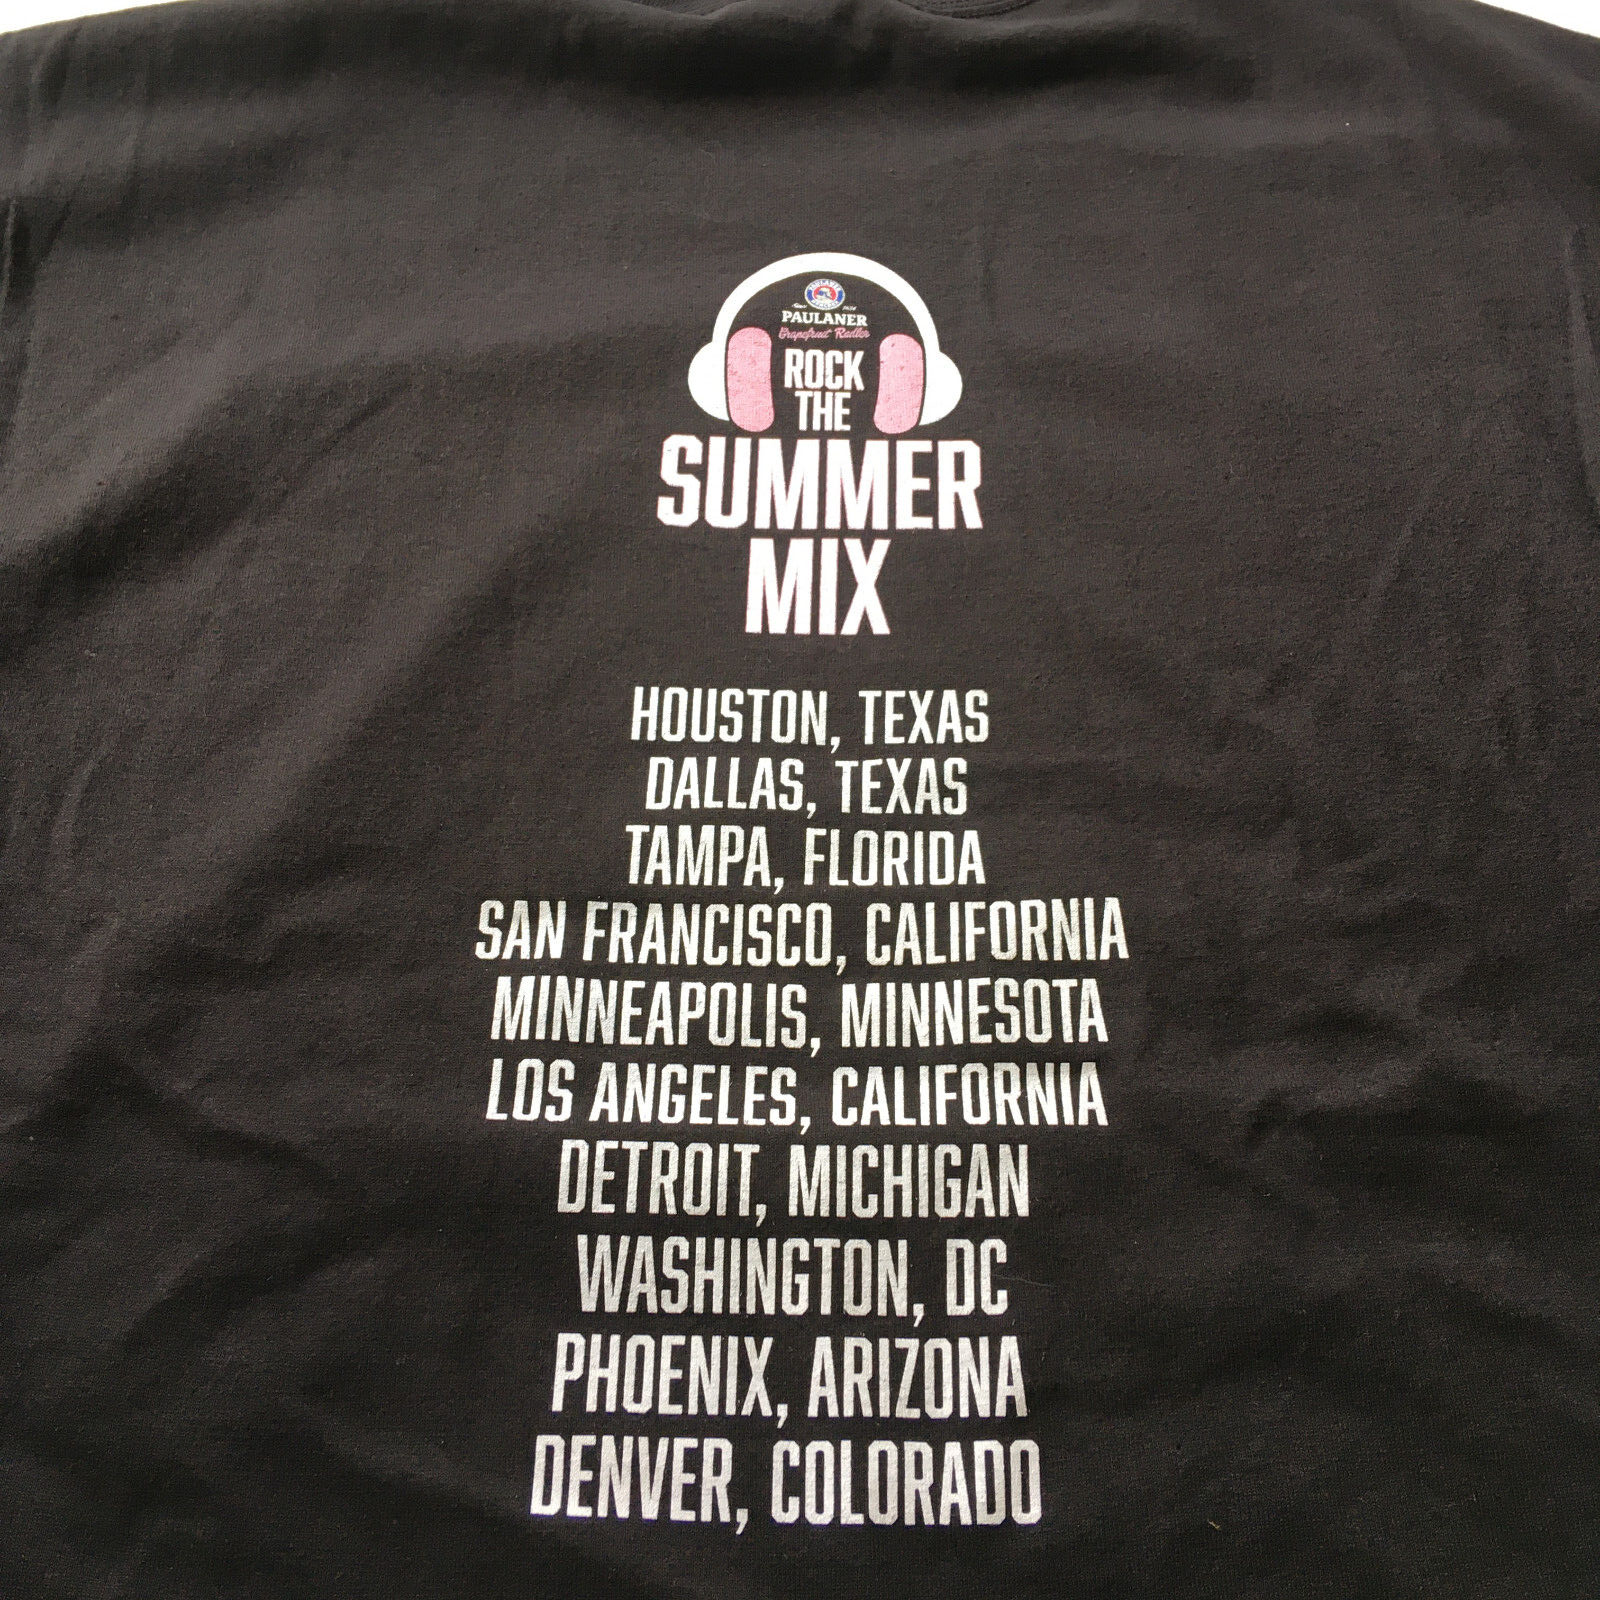 PAULANER
Grapefruit Radler
ROCK
THE
SUMMER
MIX
HOUSTON, TEXAS
DALLAS, TEXAS
TAMPA, FLORIDA
SAN FRANCISCO, CALIFORNIA
MINNEAPOLIS, MINNESOTA
LOS ANGELES, CALIFORNIA
DETROIT, MICHIGAN
WASHINGTON, DC
PHOENIX, ARIZONA
DENVER, COLORADO